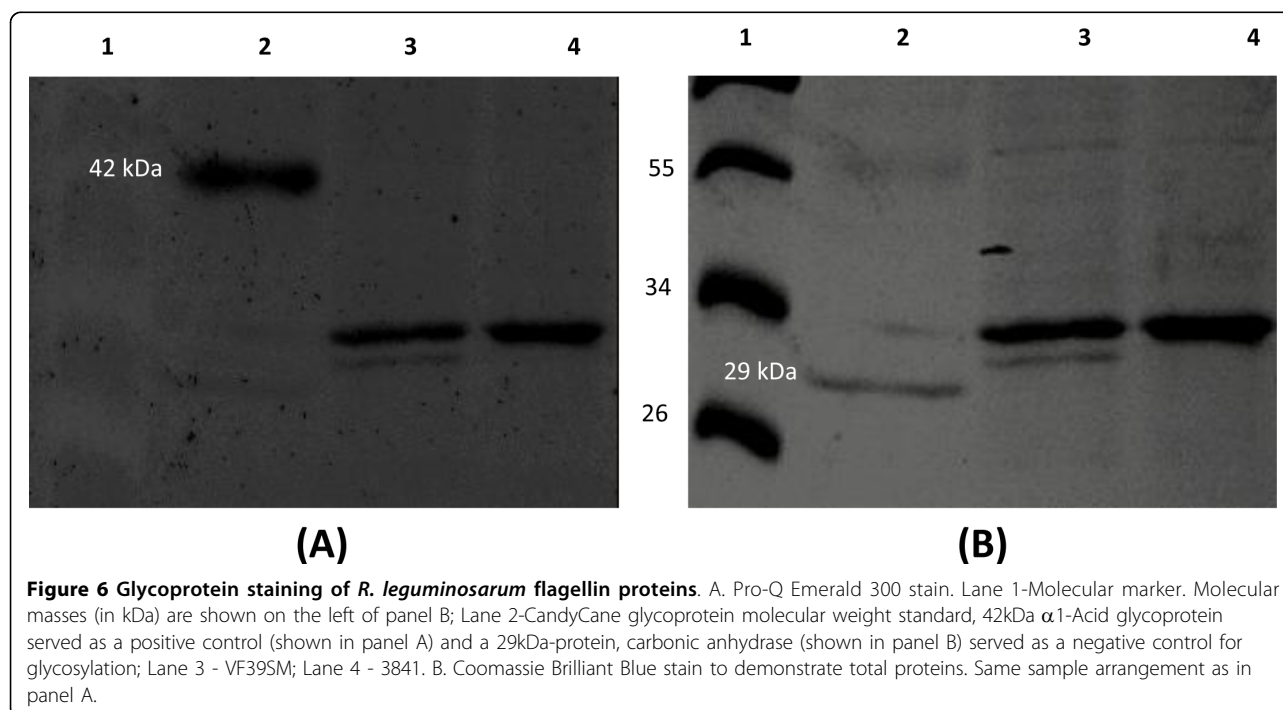 1 2 3 4 1 2 3 4
42 kDa
55
34
29 kDa
26
(A) (B)
Figure 6 Glycoprotein staining of R. leguminosarum flagellin proteins. A. Pro-Q Emerald 300 stain. Lane 1-Molecular marker. Molecular
masses (in kDa) are shown on the left of panel B; Lane 2-CandyCane glycoprotein molecular weight standard, 42kDa α1-Acid glycoprotein
served as a positive control (shown in panel A) and a 29kDa-protein, carbonic anhydrase (shown in panel B) served as a negative control for
glycosylation; Lane 3 - VF39SM; Lane 4 - 3841. B. Coomassie Brilliant Blue stain to demonstrate total proteins. Same sample arrangement as in
panel A.